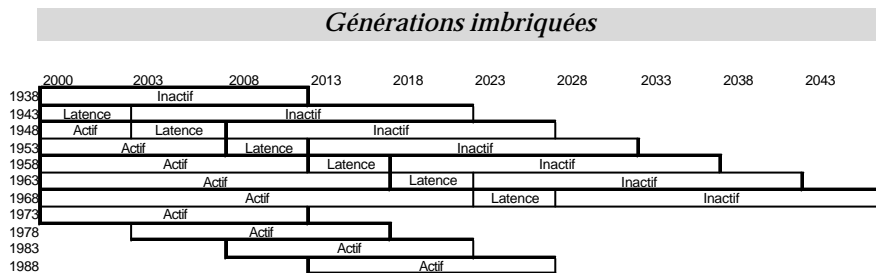 Générations imbriquées
2000 2003 2008 2013 2018 2023 2028 2033 2038 2043
1938 Inactif
1943 Latence Inactif
1948 Actif Latence Inactif
1953 Actif Latence Inactif
1958 Actif Latence Inactif
1963 Actif Latence Inactif
1968 Actif Latence Inactif
1973 Actif
1978 Actif
1983 Actif
1988 Actif